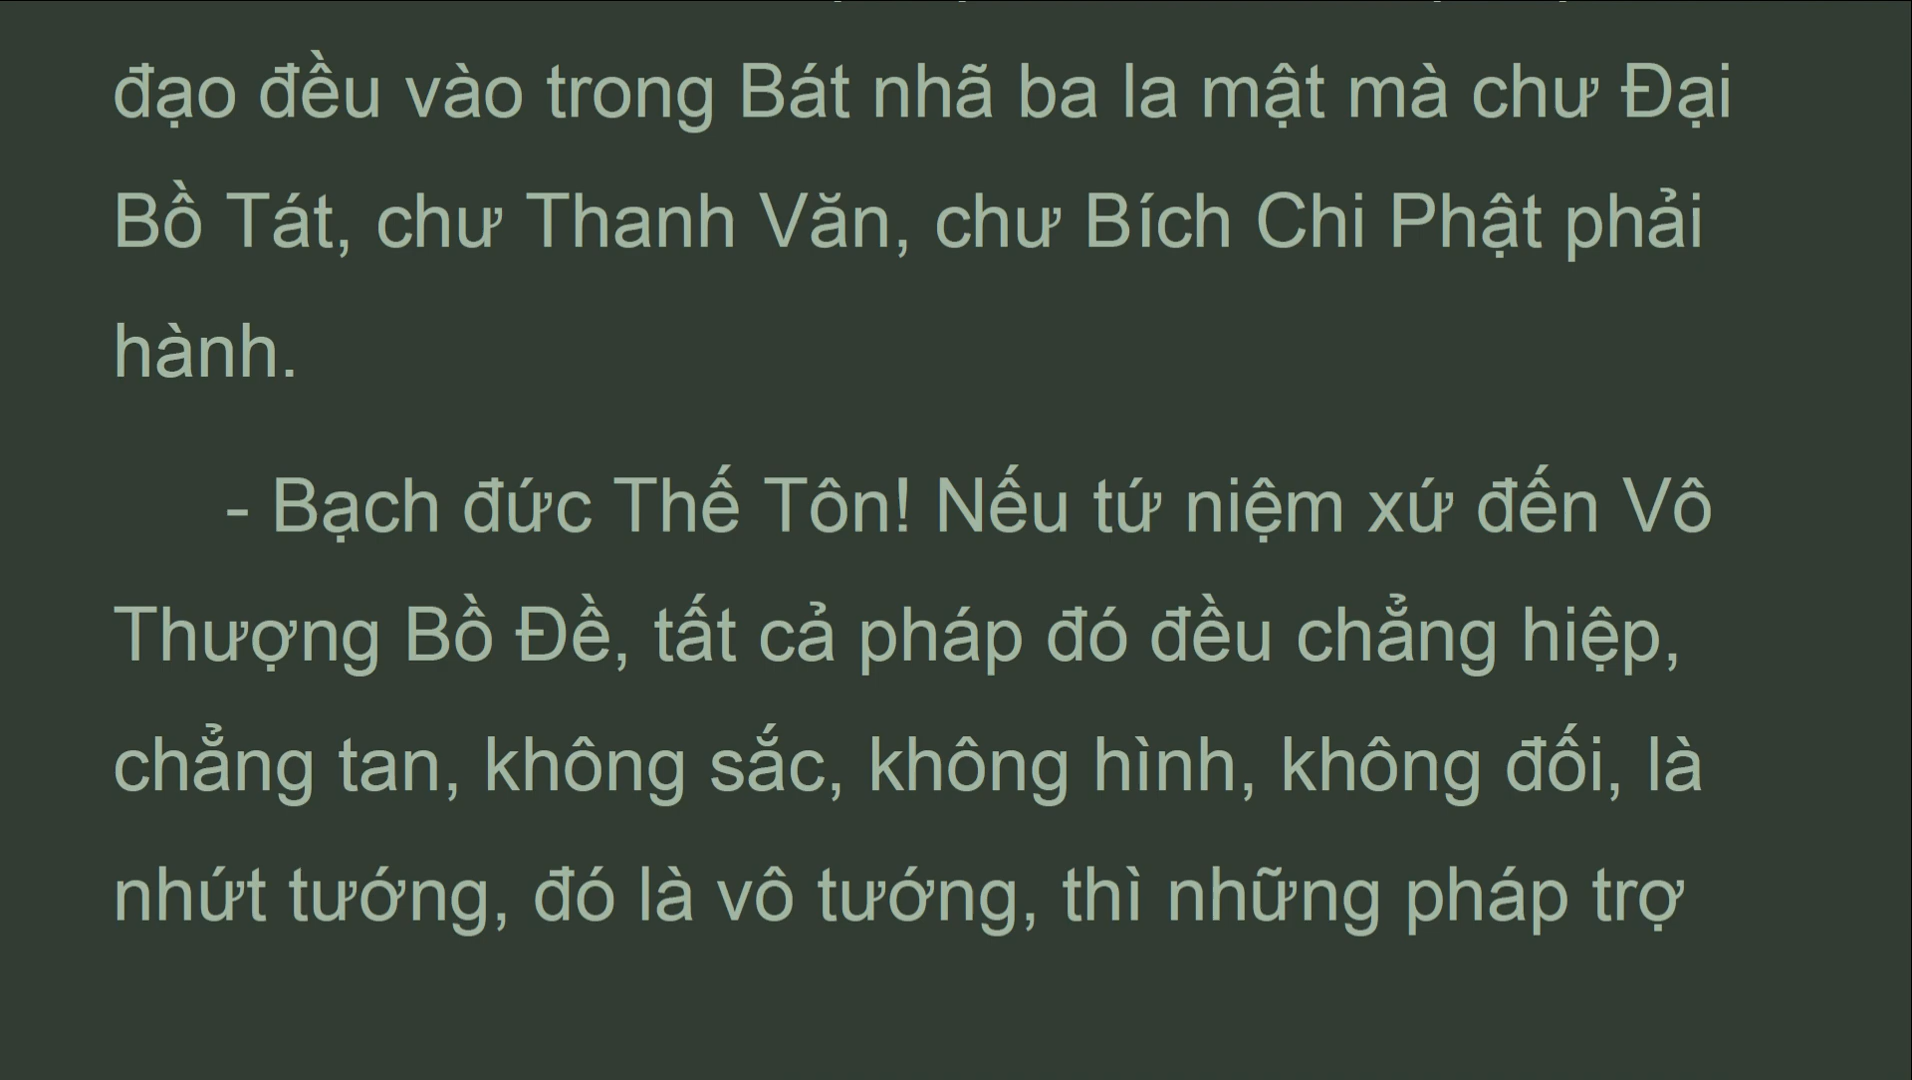 đạo đều vào trong Bát nhã ba la mật mà chư Đại
Bồ Tát, chư Thanh Văn, chư Bích Chi Phật phải
hành.
- Bạch đức Thế Tôn! Nếu tứ niệm xứ đến Vô
Thượng Bồ Đề, tất cả pháp đó đều chẳng hiệp,
chẳng tan, không sắc, không hình, không đối, là
nhứt tướng, đó là vô tướng, thì những pháp trợ